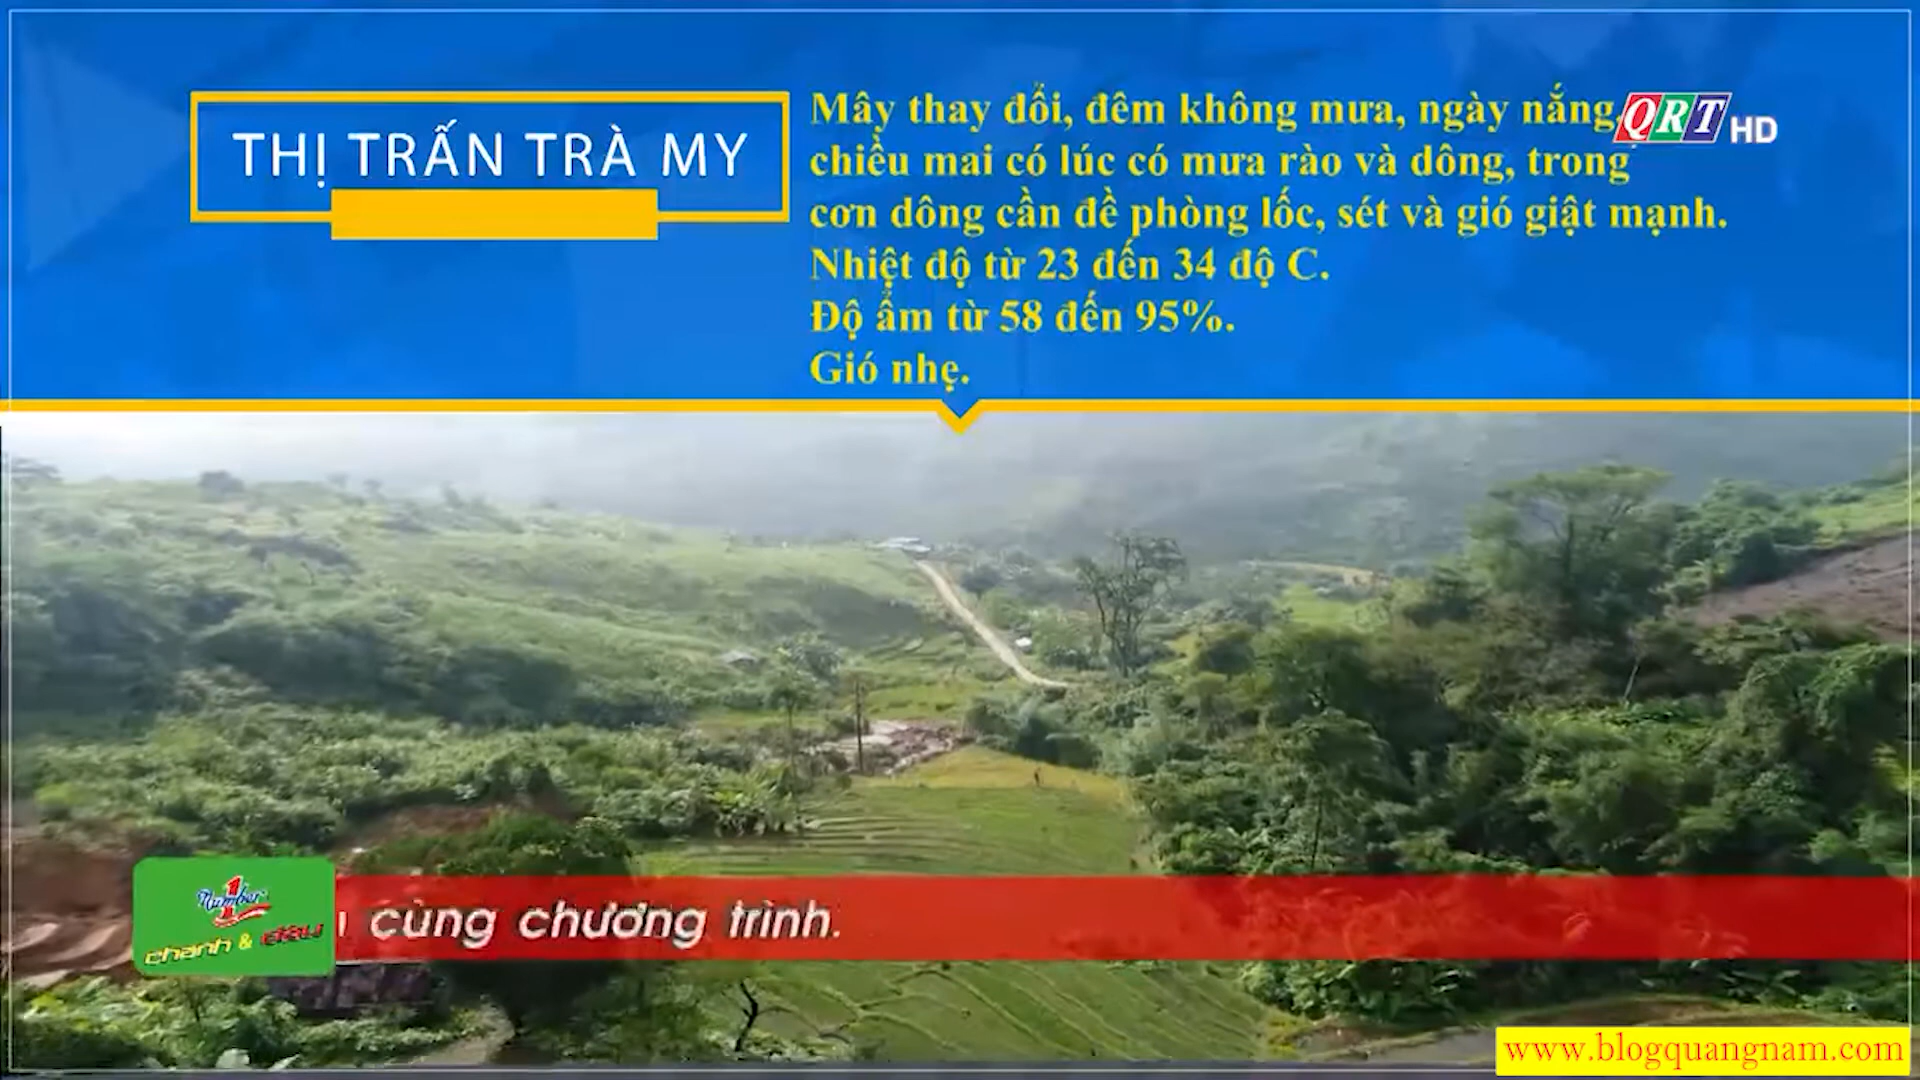 THỊ TRẤN TRÀ MY
Mây thay đổi, đêm không mưa, ngày nắng,
chiều mai có lúc có mưa rào và dông, trong
cơn dông cần đề phòng lốc, sét và gió giật mạnh.
Nhiệt độ từ 23 đến 34 độ C.
Độ ẩm từ 58 đến 95%.
Gió nhẹ.
QRT HD
Number 1
chanh & dâu
cùng chương trình.
www.blogquangnam.com